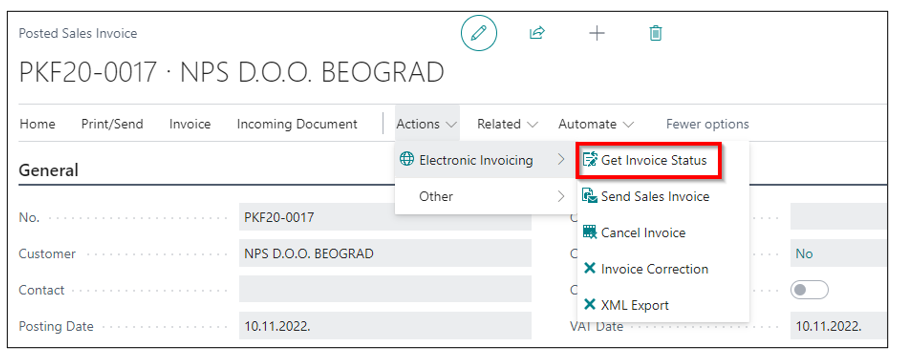 Posted Sales Invoice
PKF20-0017 · NPS D.O.O. BEOGRAD
Home Print/Send Invoice Incoming Document Actions Related Automate Fewer options
Electronic Invoicing
Other
Get Invoice Status
Send Sales Invoice
Cancel Invoice
Invoice Correction
XML Export
General
No. PKF20-0017
Customer NPS D.O.O. BEOGRAD No
Contact
Posting Date 10.11.2022. VAT Date 10.11.2022.